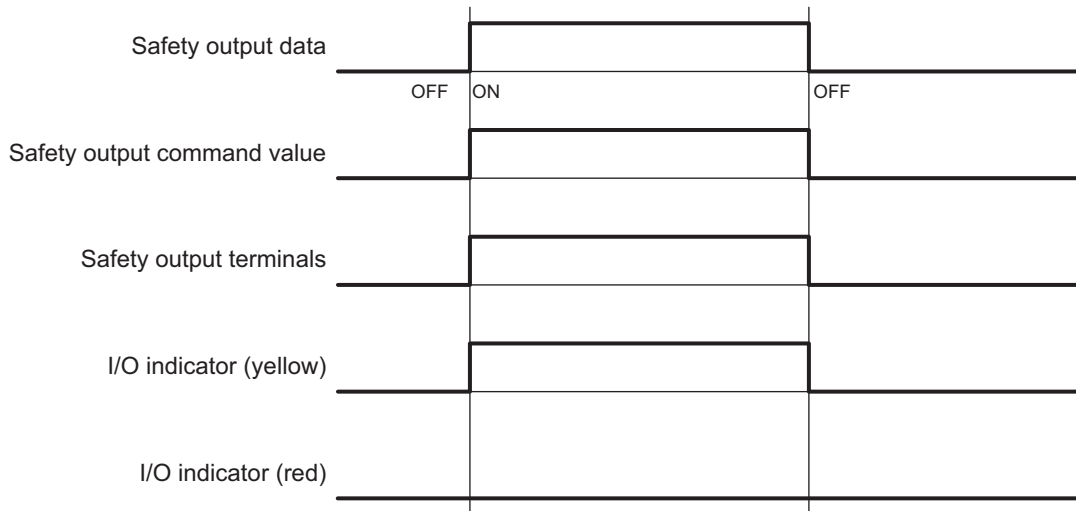 Safety output data
OFF ON OFF
Safety output command value
Safety output terminals
I/O indicator (yellow)
I/O indicator (red)